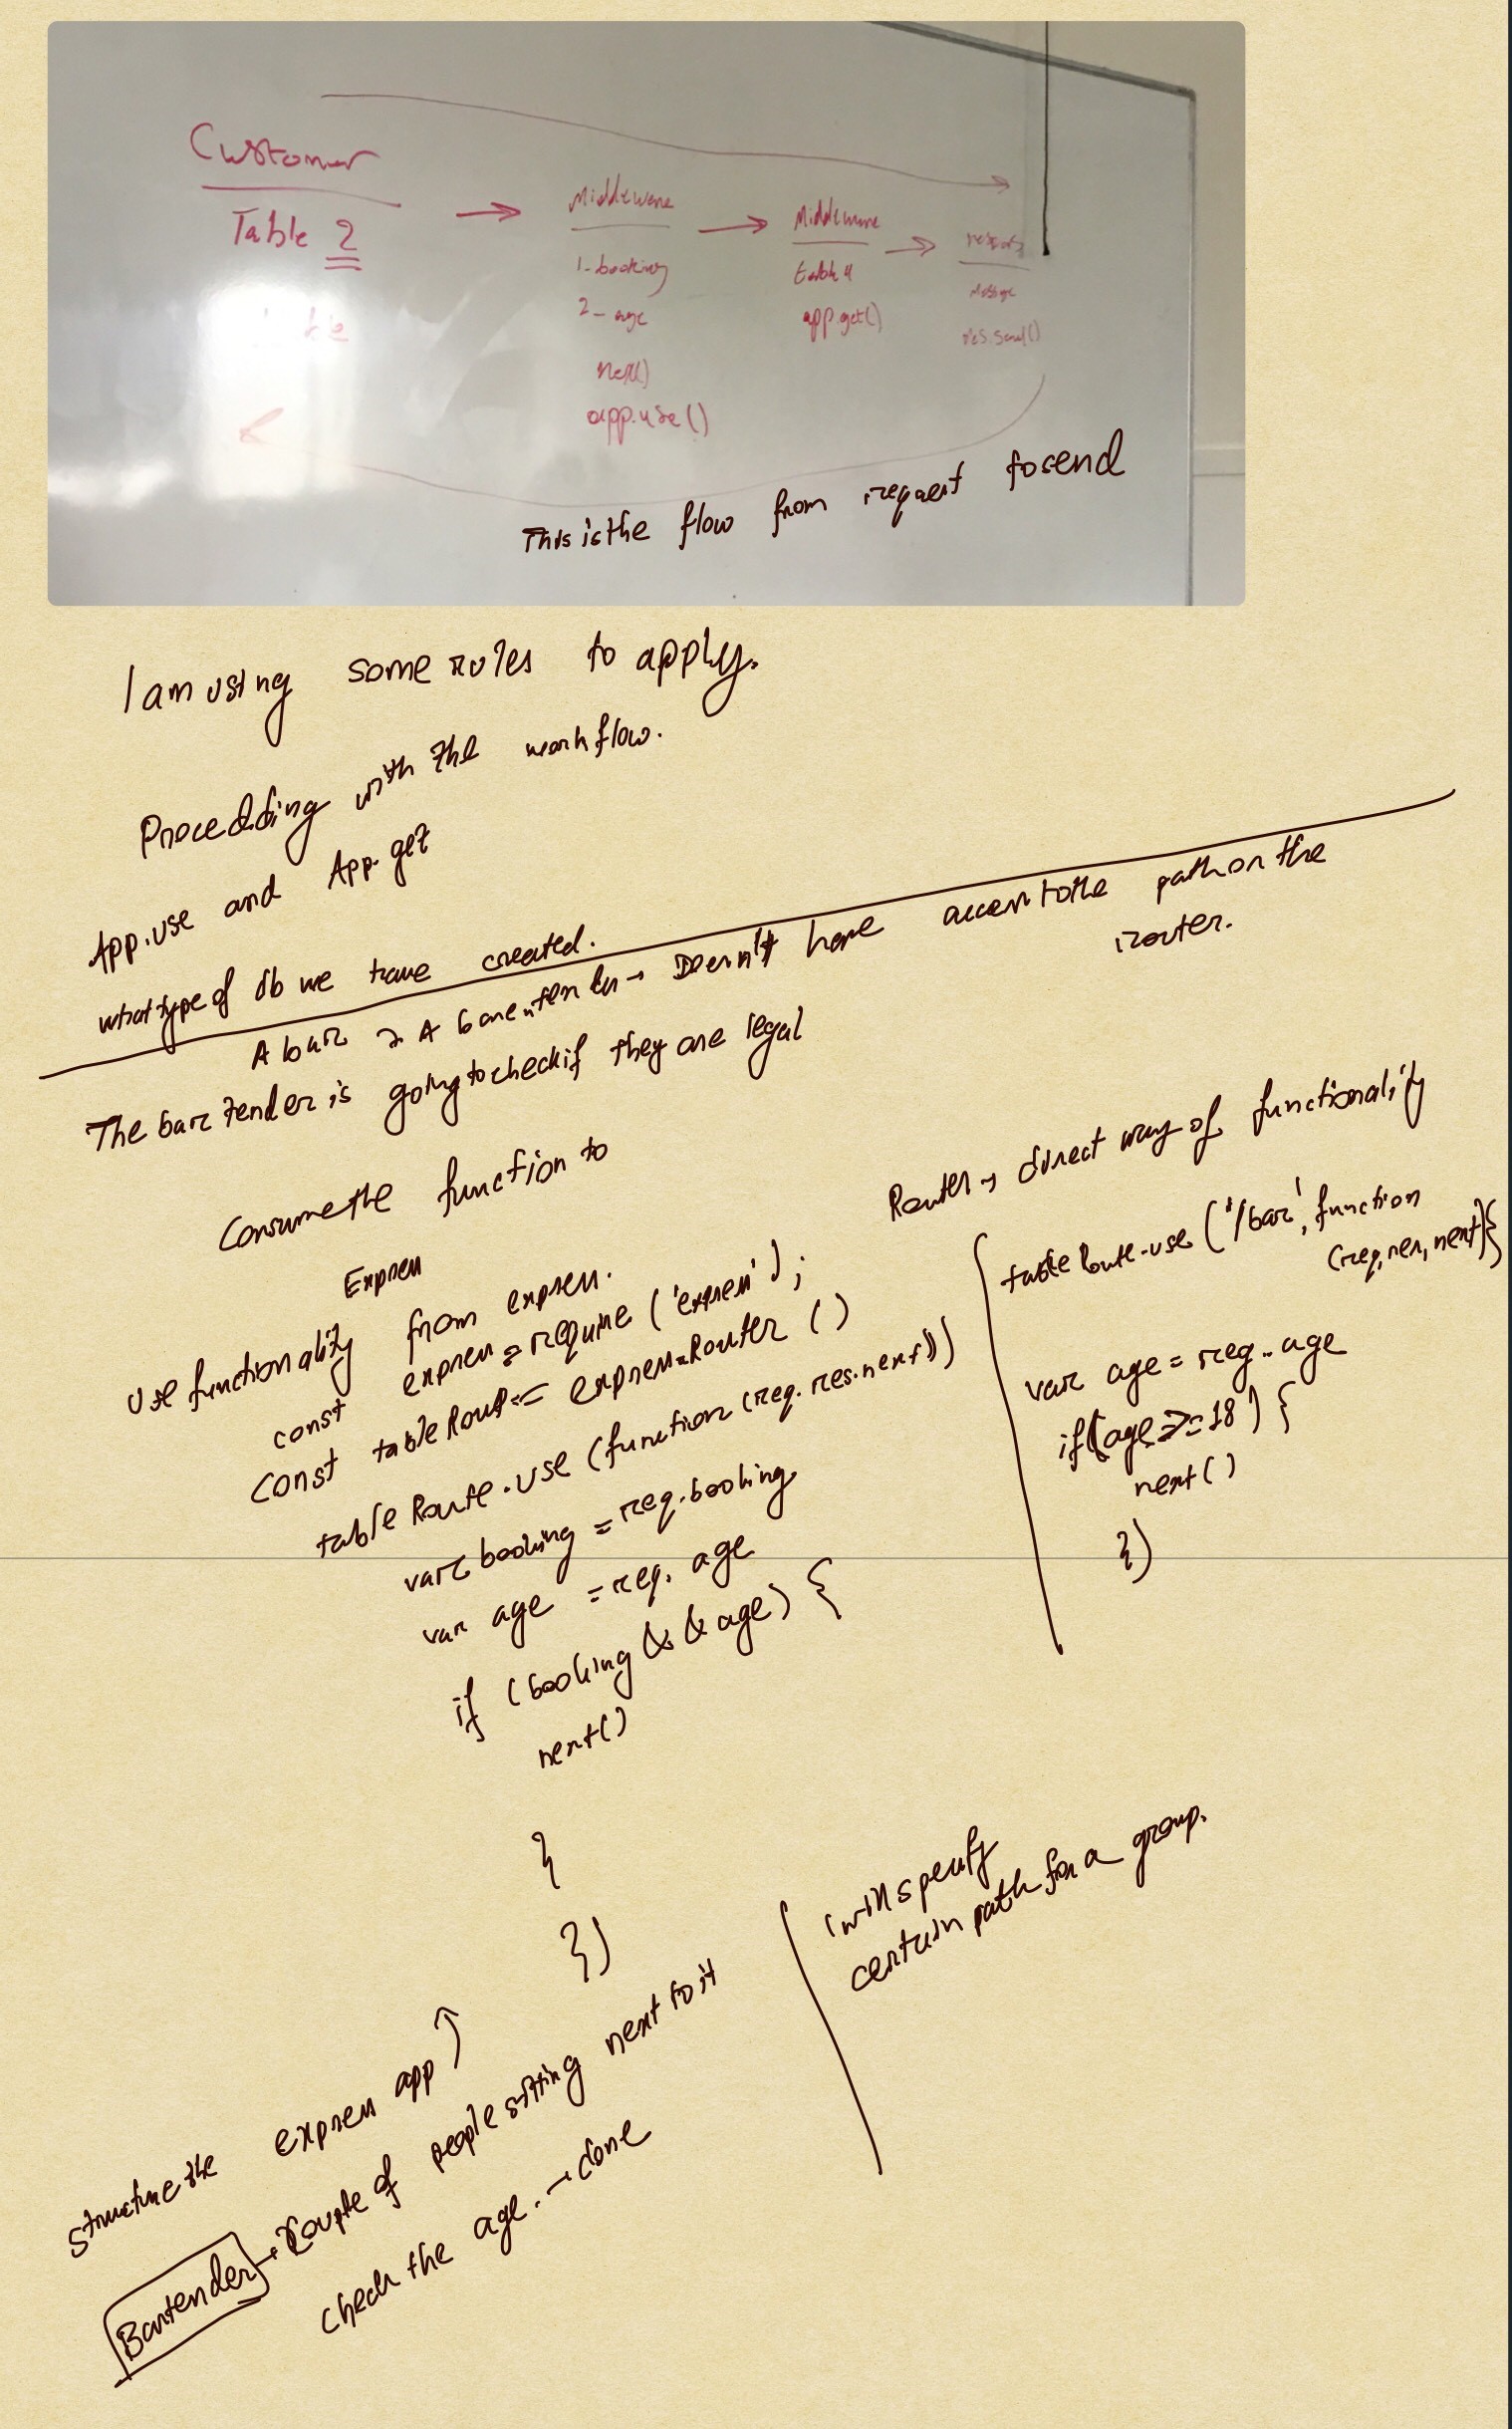 Customer
Table 2
Middleware
1-booking
2-age
next()
app.use()
Middleware
table 4
app.get()
message
res.send()
This is the flow from request to send
I am using some rules to apply.
Proceeding with the workflow.
App.use and App.get
what type of db we have created.
A bar → A bartender → Doesn't have access to the path on the
router.
The bartender is going to check if they are legal
Consume the function to
Router → direct way of functionality
Express
use functionality from express.
const express = require ('express');
const tableRoute = express.Router ()
tableRoute.use (function (req. res. next))
var booking = req.booking
var age = req. age
if (booking && age) {
next()
}
})
tableRoute.use ('/bar', function
(req, res, next){
var age = req. age
if (age >= 18) {
next()
})
I will specify
certain path for a group.
structure the express app ↑
Bartender → Couple of people sitting next to it
check the age. → done